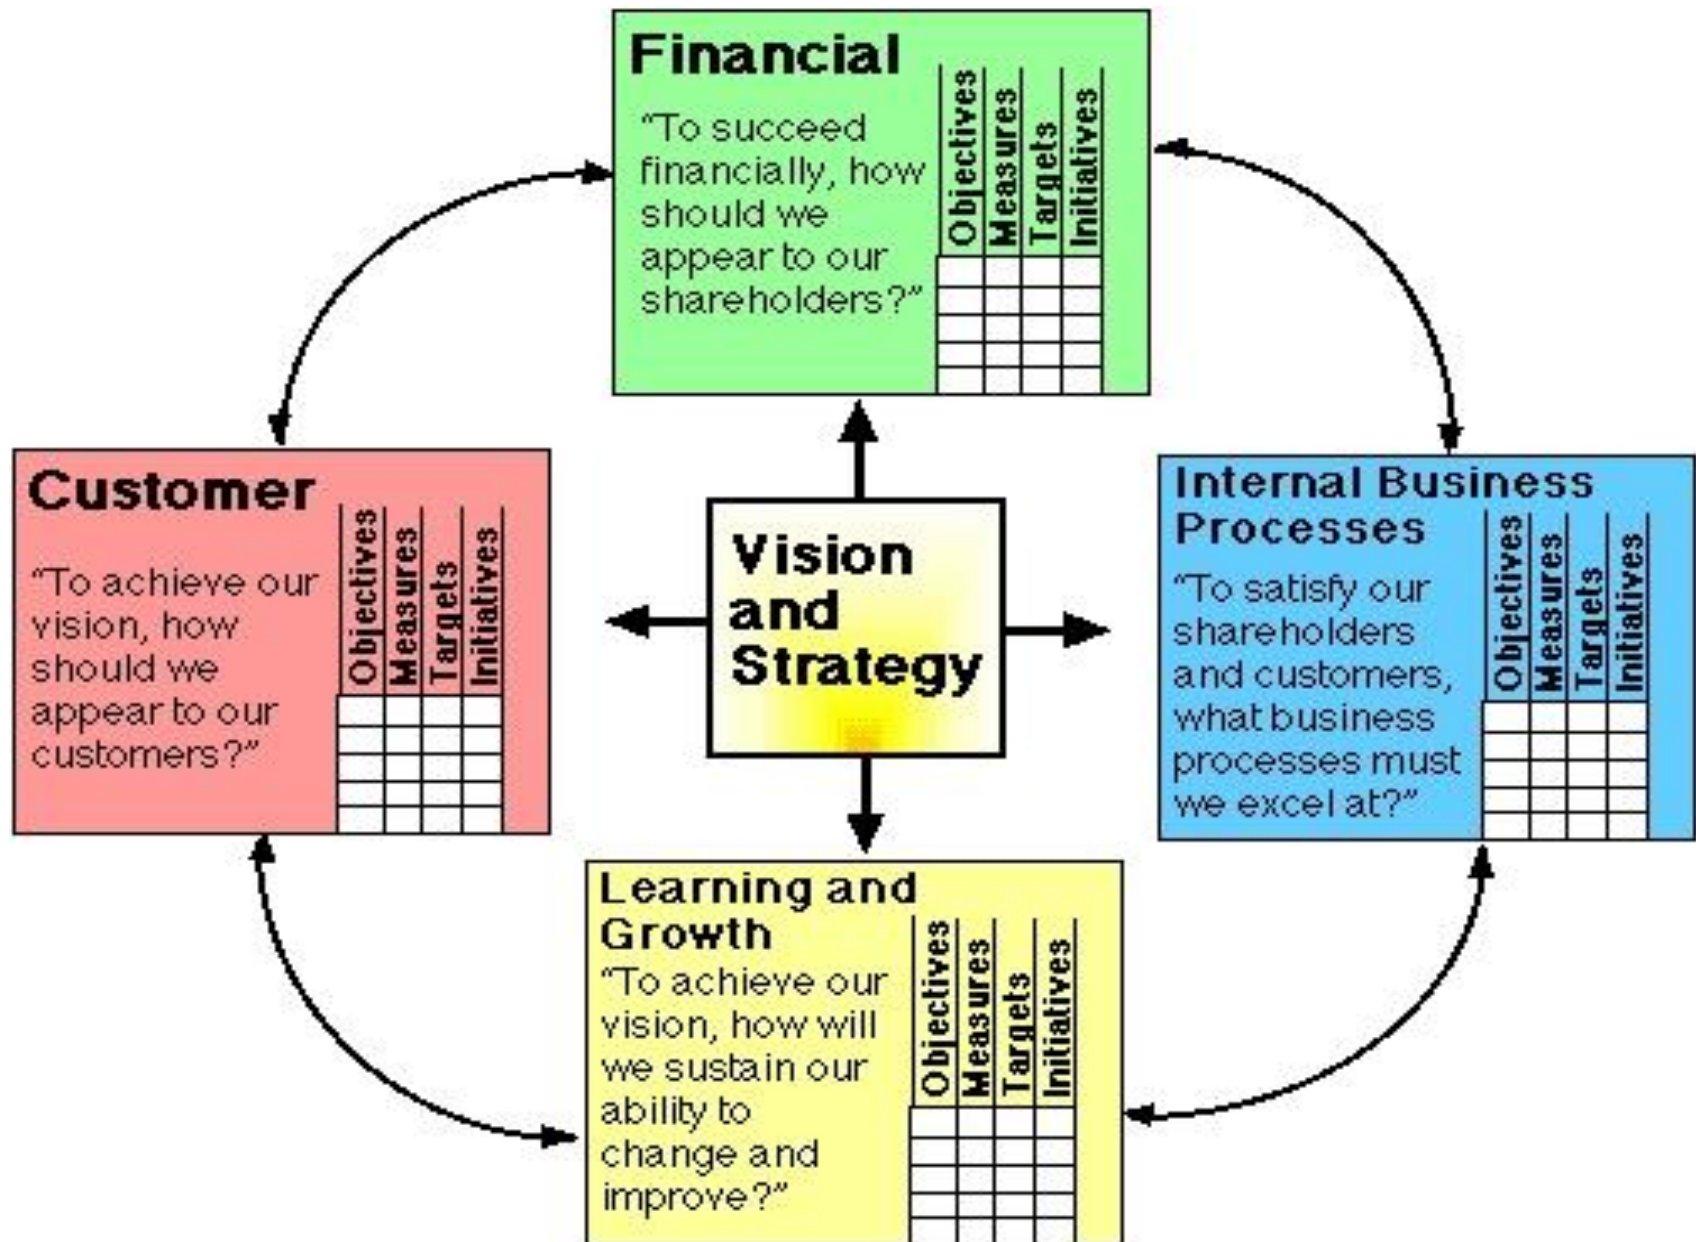 Financial
“To succeed
financially, how
should we
appear to our
shareholders?”
Objectives
Measures
Targets
Initiatives
Customer
“To achieve our
vision, how
should we
appear to our
customers?”
Objectives
Measures
Targets
Initiatives
Vision
and
Strategy
Internal Business
Processes
“To satisfy our
shareholders
and customers,
what business
processes must
we excel at?”
Objectives
Measures
Targets
Initiatives
Learning and
Growth
“To achieve our
vision, how will
we sustain our
ability to
change and
improve?”
Objectives
Measures
Targets
Initiatives